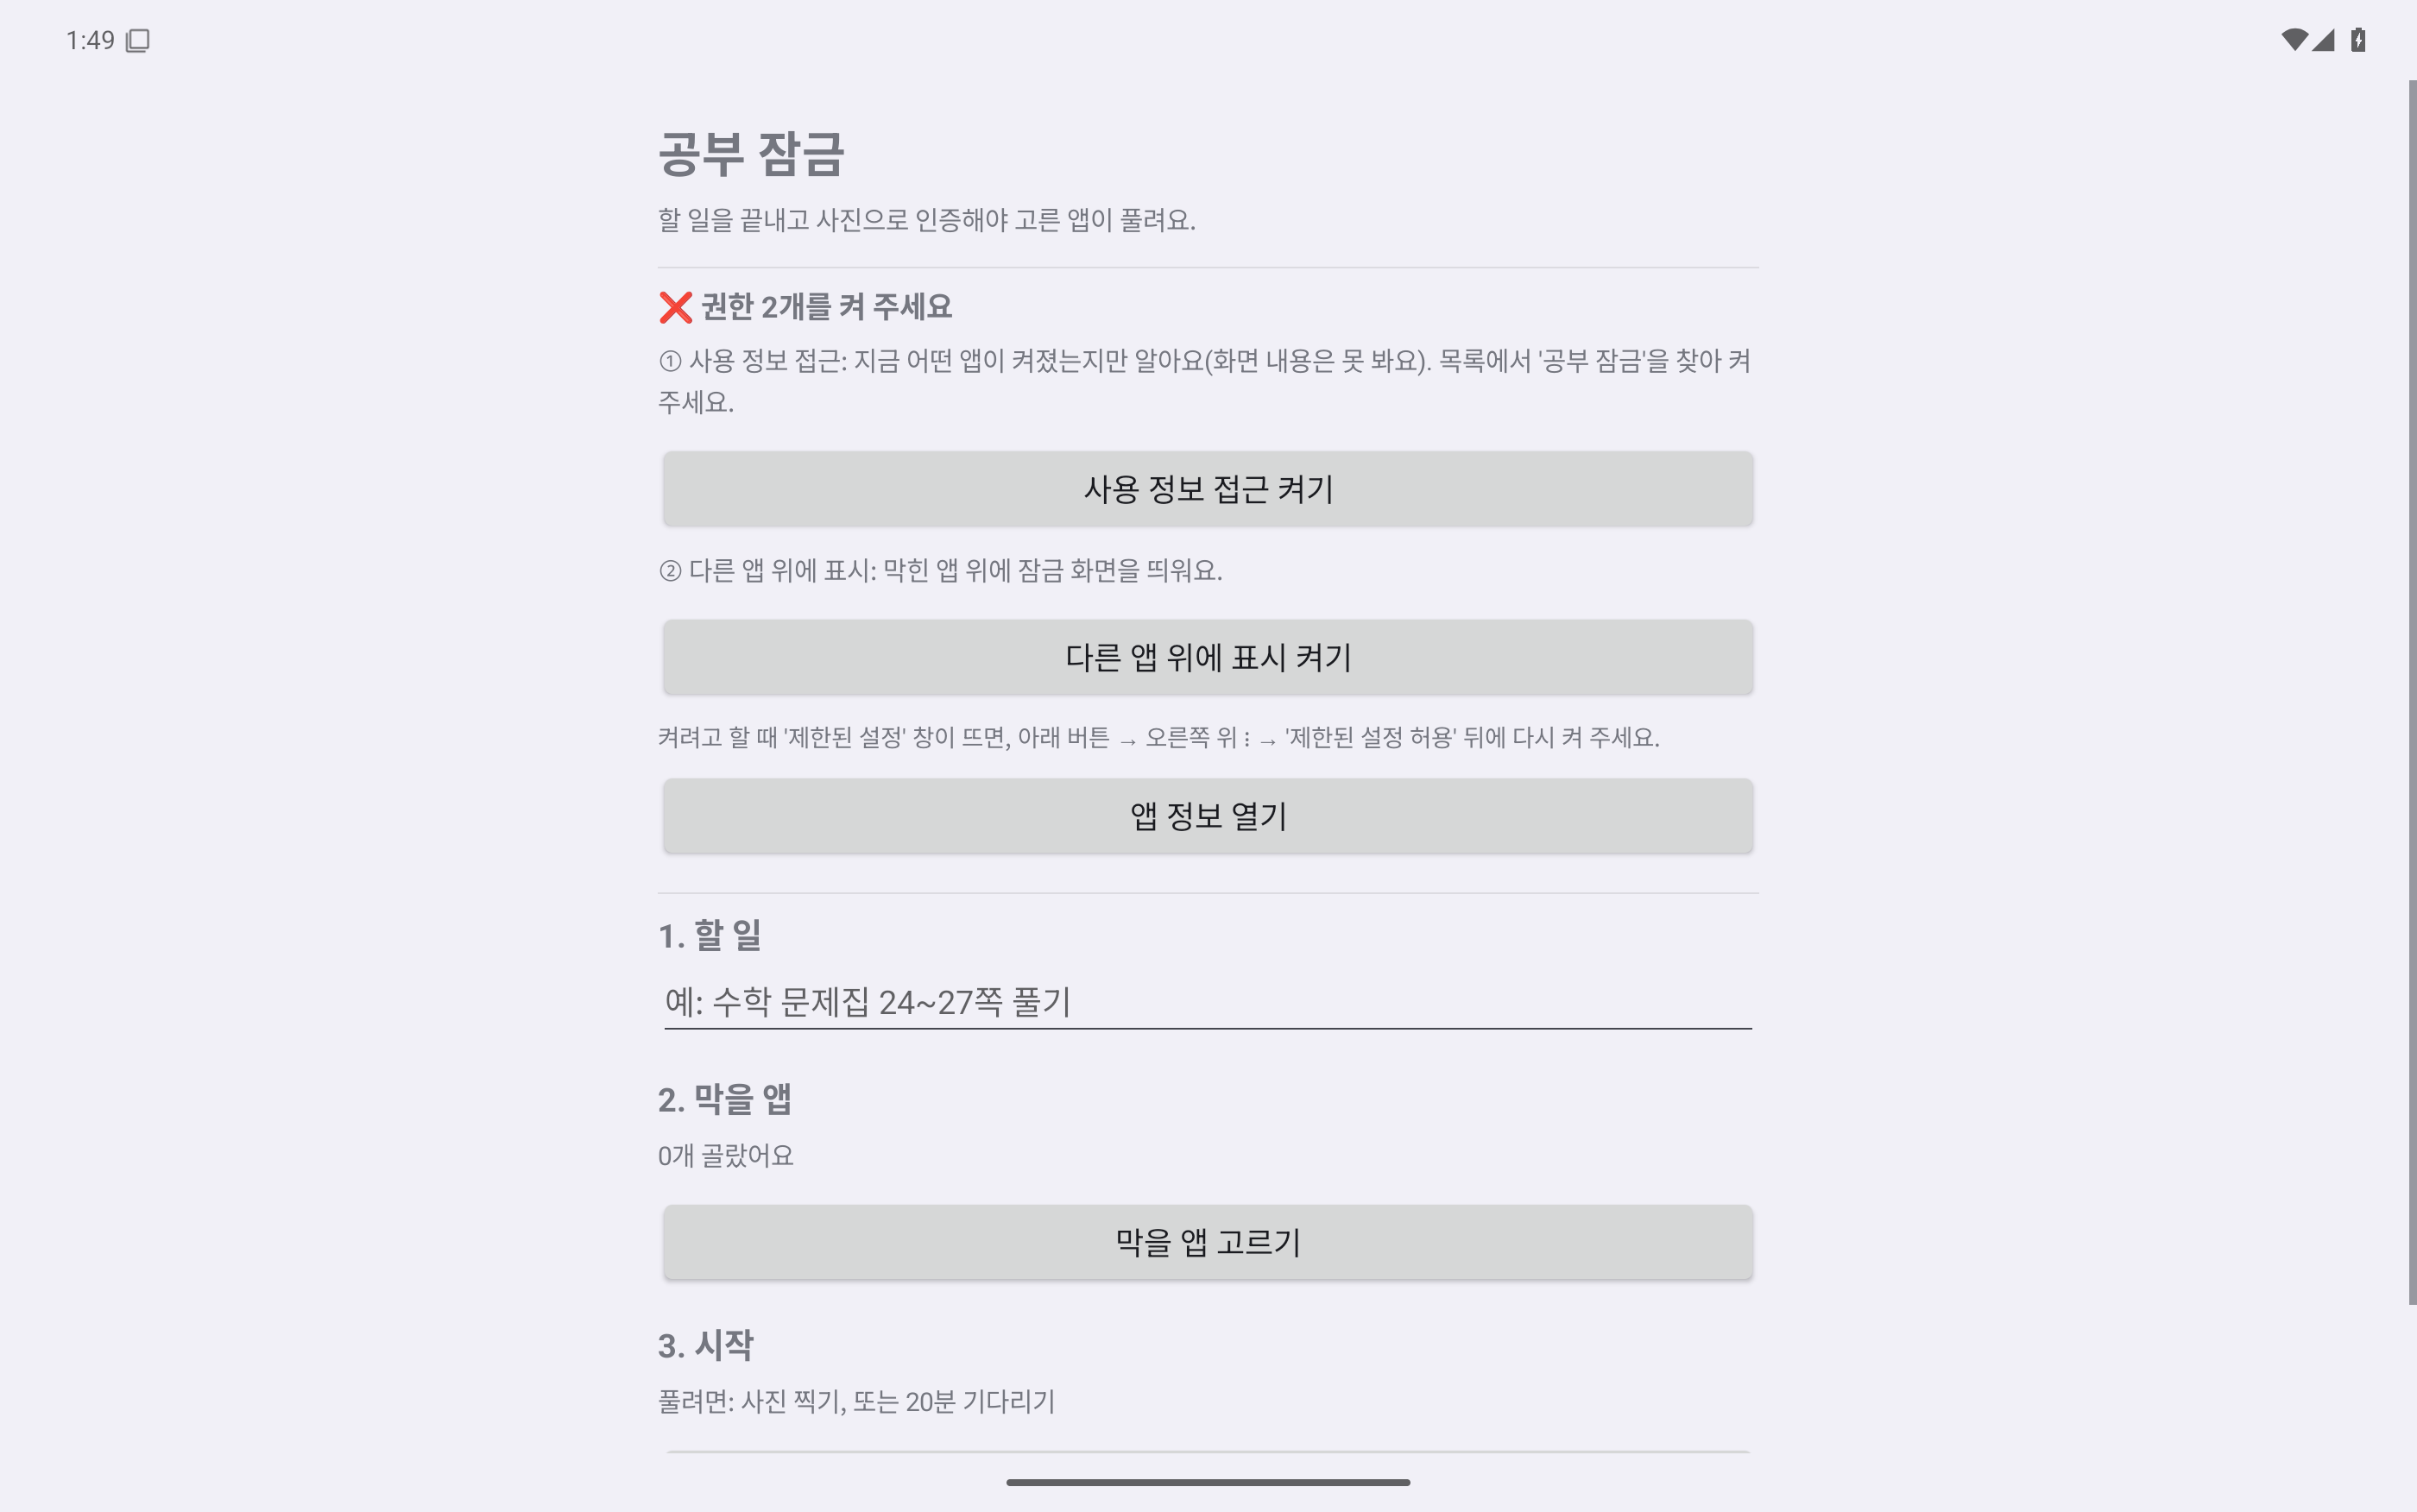 1:49
공부 잠금
할 일을 끝내고 사진으로 인증해야 고른 앱이 풀려요.
❌ 권한 2개를 켜 주세요
① 사용 정보 접근: 지금 어떤 앱이 켜졌는지만 알아요(화면 내용은 못 봐요). 목록에서 '공부 잠금'을 찾아 켜
주세요.
사용 정보 접근 켜기
② 다른 앱 위에 표시: 막힌 앱 위에 잠금 화면을 띄워요.
다른 앱 위에 표시 켜기
켜려고 할 때 '제한된 설정' 창이 뜨면, 아래 버튼 → 오른쪽 위 ⋮ → '제한된 설정 허용' 뒤에 다시 켜 주세요.
앱 정보 열기
1. 할 일
예: 수학 문제집 24~27쪽 풀기
2. 막을 앱
0개 골랐어요
막을 앱 고르기
3. 시작
풀려면: 사진 찍기, 또는 20분 기다리기